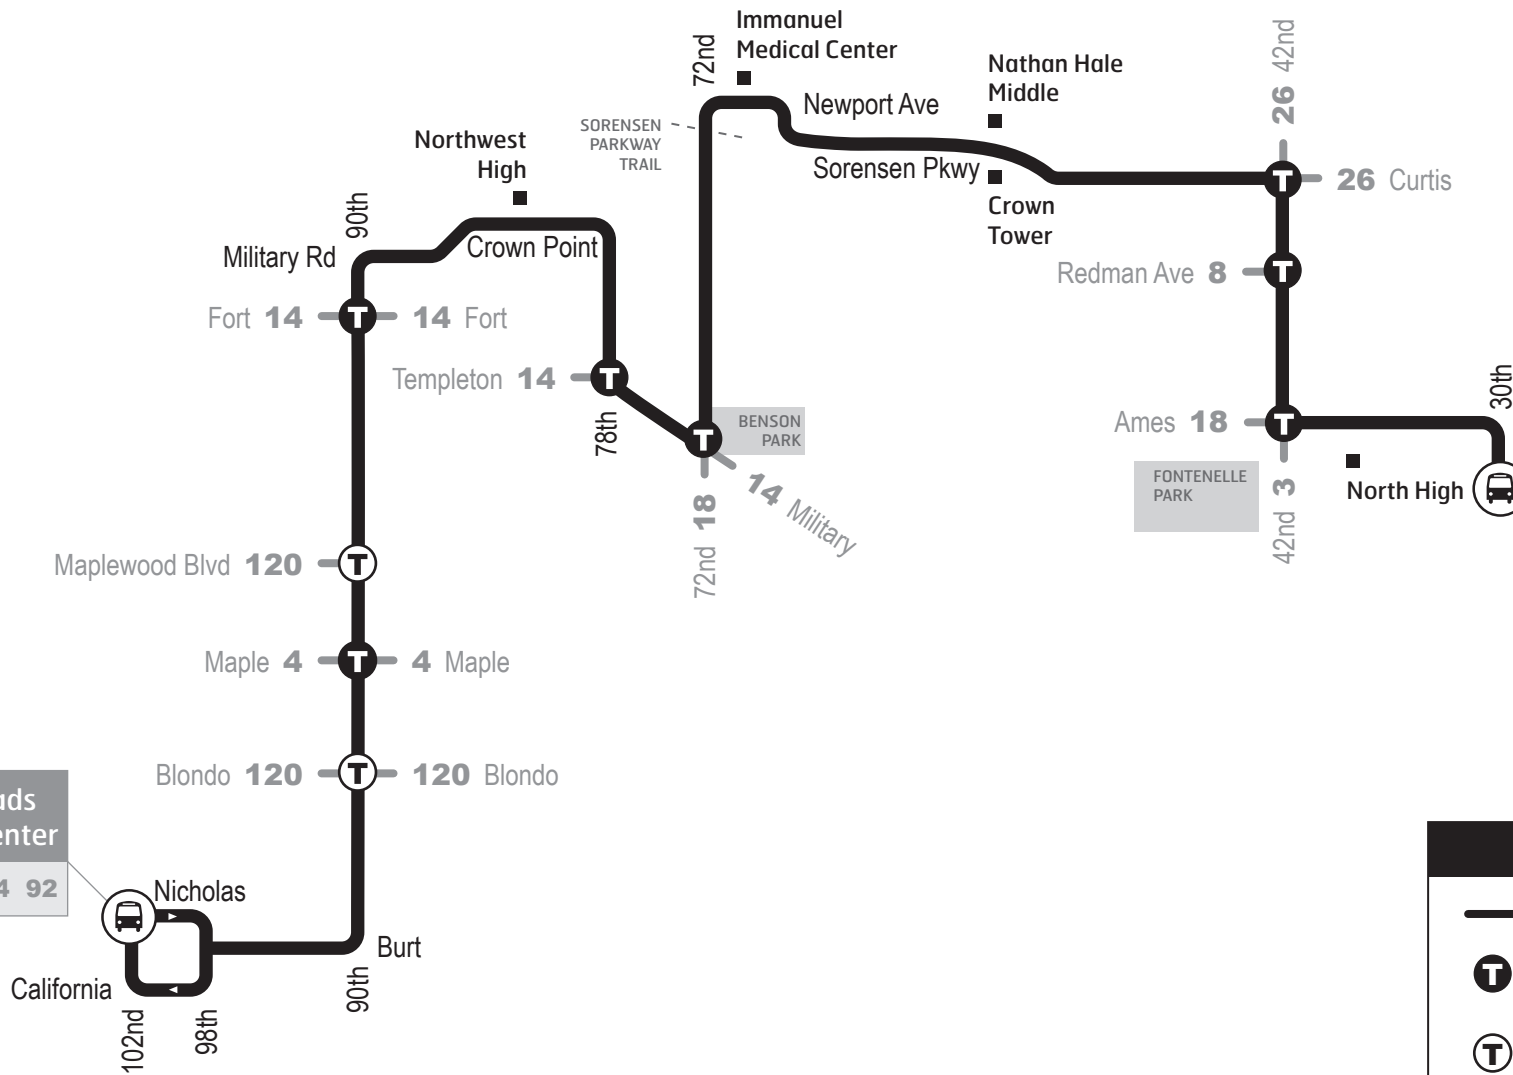 Immanuel
Medical Center
72nd
Newport Ave
Nathan Hale
Middle
26 42nd
SORENSEN
PARKWAY
TRAIL
Sorensen Pkwy
Crown
Tower
26 Curtis
Northwest
High
90th
Military Rd
Crown Point
Redman Ave 8
Fort 14
14 Fort
Templeton 14
78th
BENSON
PARK
72nd 18
14 Military
Ames 18
30th
FONTENELLE
PARK
42nd 3
North High
Maplewood Blvd 120
Maple 4
4 Maple
Blondo 120
120 Blondo
92
Nicholas
Burt
California
102nd
98th
90th
T
T
T
T
T
T
T
T
T
T
T